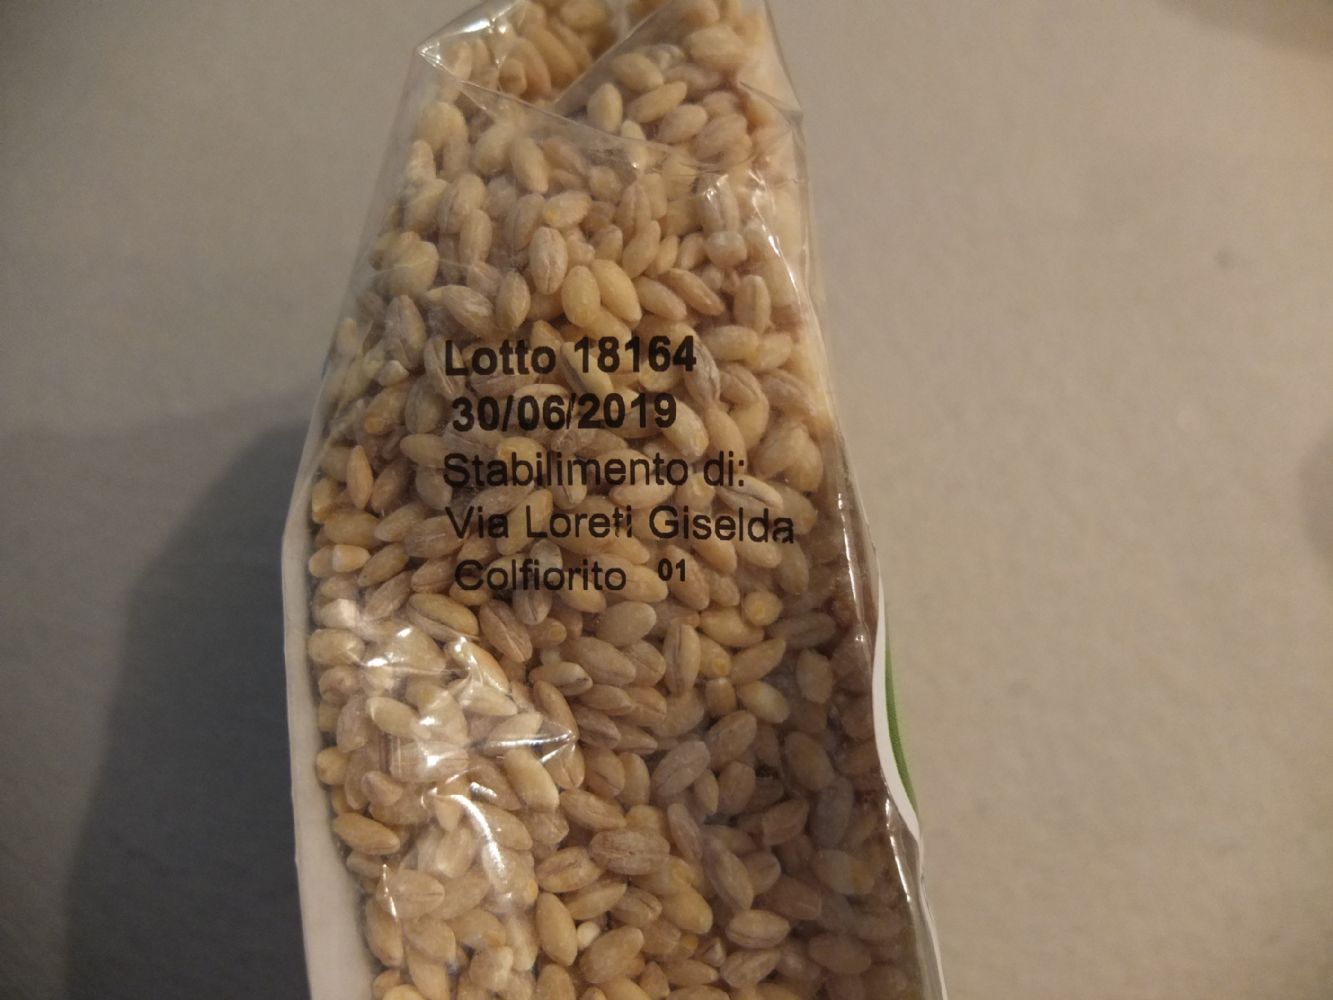 Lotto 18164
30/06/2019
Stabilimento di:
Via Loreti Giselda
Colfiorito 01